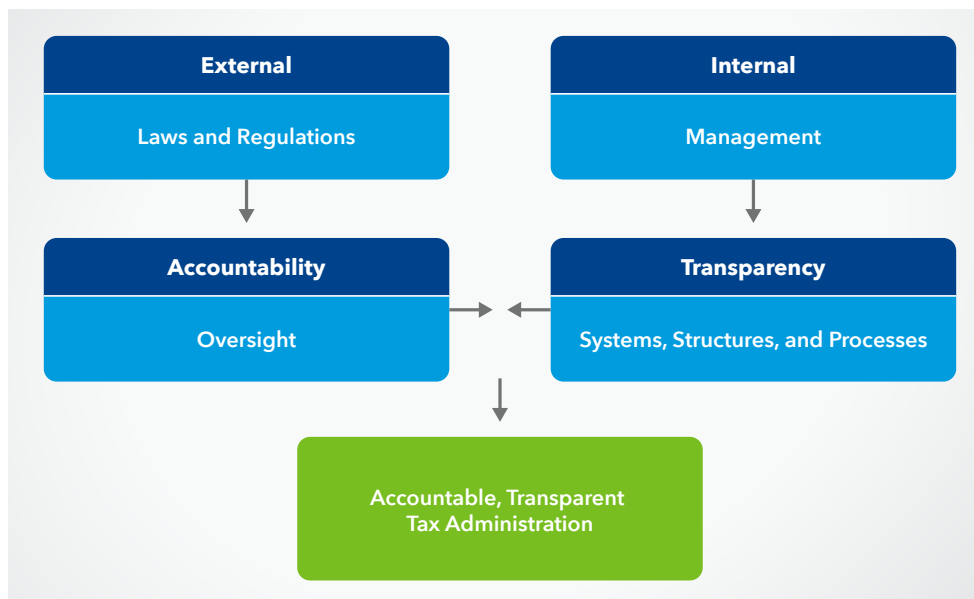 External
Laws and Regulations
Internal
Management
Accountability
Oversight
Transparency
Systems, Structures, and Processes
Accountable, Transparent
Tax Administration